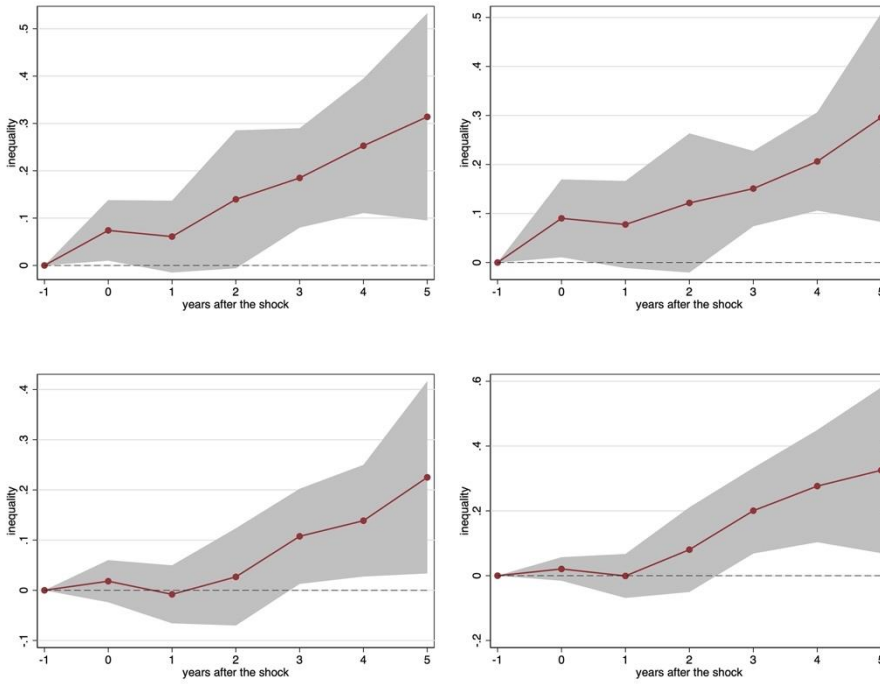 .5
.4
.3
.2
.1
0
inequality
-1 0 1 2 3 4 5
years after the shock
.5
.4
.3
.2
.1
0
inequality
-1 0 1 2 3 4 5
years after the shock
.4
.3
.2
.1
0
-.1
inequality
-1 0 1 2 3 4 5
years after the shock
.6
.4
.2
0
-.2
inequality
-1 0 1 2 3 4 5
years after the shock